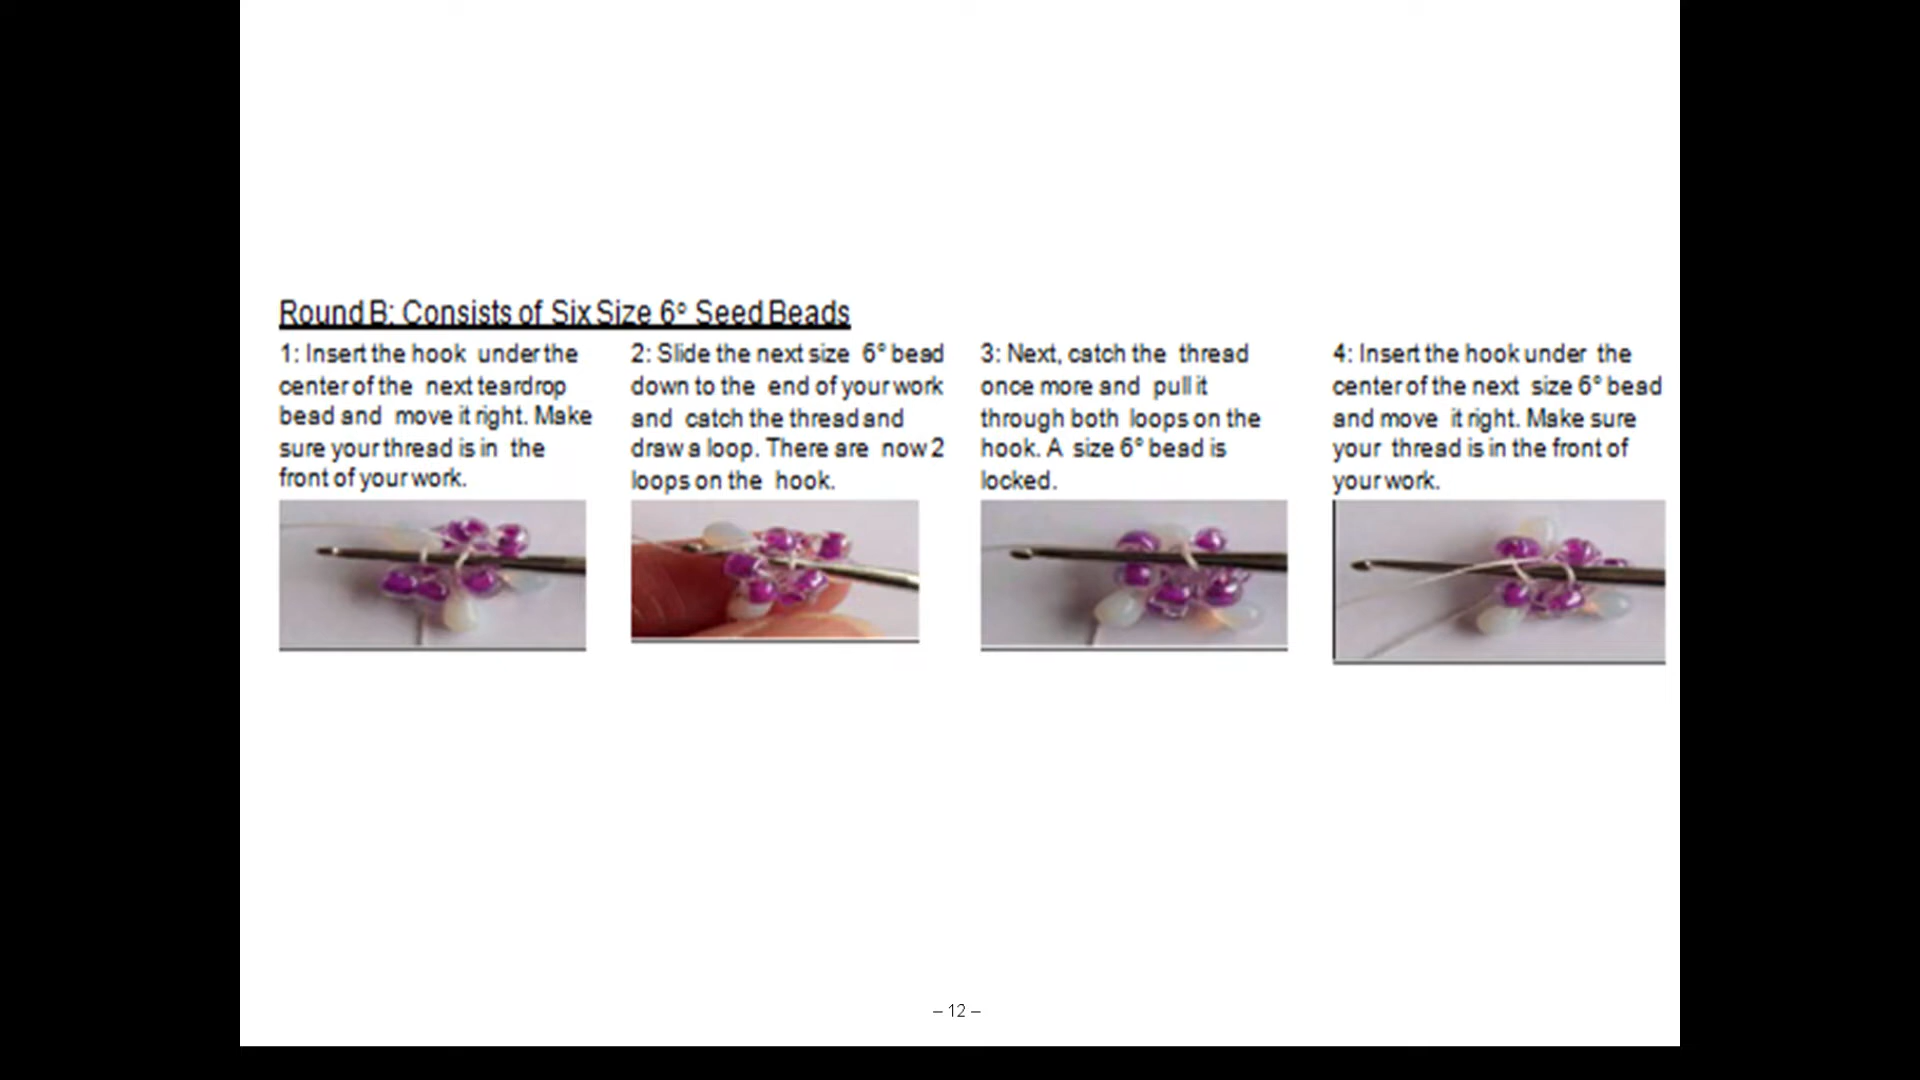 Round B: Consists of Six Size 6° Seed Beads
1: Insert the hook under the
center of the next teardrop
bead and move it right. Make
sure your thread is in the
front of your work.
2: Slide the next size 6° bead
down to the end of your work
and catch the thread and
draw a loop. There are now 2
loops on the hook.
3: Next, catch the thread
once more and pull it
through both loops on the
hook. A size 6° bead is
locked.
4: Insert the hook under the
center of the next size 6° bead
and move it right. Make sure
your thread is in the front of
your work.
– 12 –